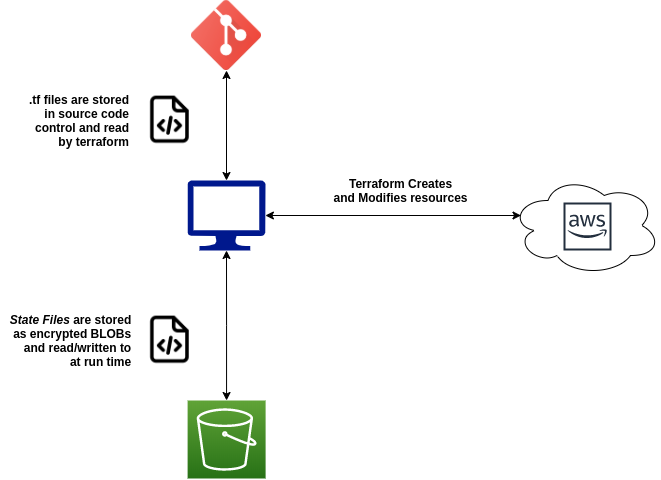 .tf files are stored
in source code
control and read
by terraform
Terraform Creates
and Modifies resources
aws
State Files are stored
as encrypted BLOBs
and read/written to
at run time